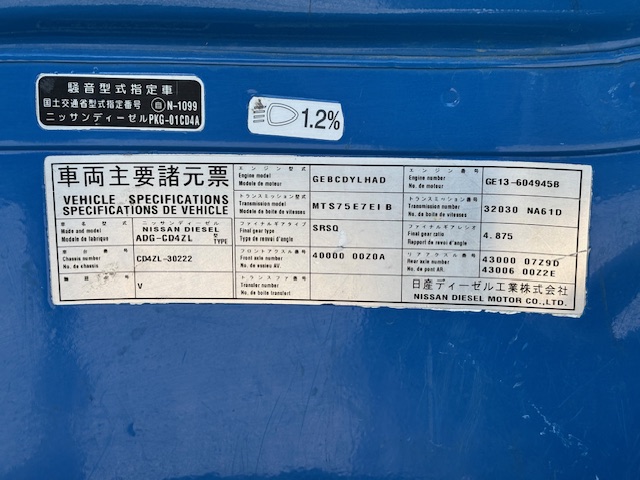 騒音型式指定車
国土交通省型式指定番号 N-1099
ニッサンディーゼルPKG-01CD4A
1.2%
車両主要諸元票
VEHICLE SPECIFICATIONS
SPECIFICATIONS DE VEHICLE
車名型式
Made and model
ニッサンディーゼル
NISSAN DIESEL
ADG-CD4ZL TYPE
車台番号
Chassis number
No. de chassis
CD4ZL-30222
V
エンジン型式
Engine model
Modele de moteur
GEBCDYLHAD
トランスミッション型式
Transmission model
Modele de boite de vitesses
MTS75E7EIB
ファイナルギアタイプ
Final gear type
Type de renvai d'angle
SRSQ
フロントアクスル番号
Front axle number
No. de essieu AV.
40000 00Z0A
トランスファ番号
Transfer number
No. de boite transfert
エンジン番号
Engine number
No. de moteur
GE13-604945B
トランスミッション番号
Transmission number
No. de boite de vitesses
32030 NA61D
ファイナルギアレシオ
Final gear ratio
Rapport de renvai d'angle
4.875
リアアクスル番号
Rear axle number
No. de pont AR.
43000 07Z9D
43006 00Z2E
日産ディーゼル工業株式会社
NISSAN DIESEL MOTOR CO.,LTD.